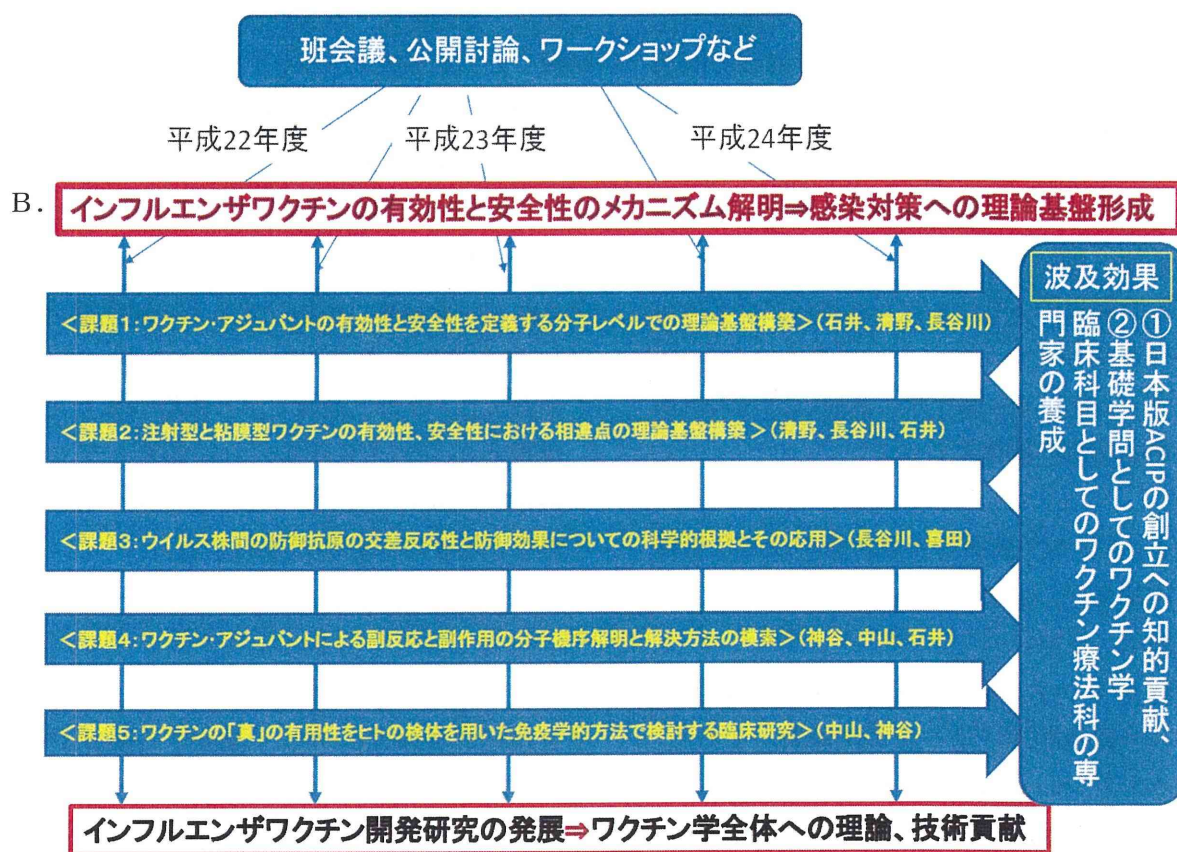 班会議、公開討論、ワークショップなど
平成22年度
平成23年度
平成24年度
B.
インフルエンザワクチンの有効性と安全性のメカニズム解明⇒感染対策への理論基盤形成
<課題1:ワクチン・アジュバントの有効性と安全性を定義する分子レベルでの理論基盤構築>(石井、清野、長谷川)
<課題2:注射型と粘膜型ワクチンの有効性、安全性における相違点の理論基盤構築>(清野、長谷川、石井)
<課題3:ウイルス株間の防御抗原の交差反応性と防御効果についての科学的根拠とその応用>(長谷川、喜田)
<課題4:ワクチン・アジュバントによる副反応と副作用の分子機序解明と解決方法の模索>(神谷、中山、石井)
<課題5:ワクチンの「真」の有用性をヒトの検体を用いた免疫学的方法で検討する臨床研究>(中山、神谷)
波及効果
①日本版ACIPの創立への知的貢献、
②基礎学問としてのワクチン学
臨床科目としてのワクチン療法科の専
門家の養成
インフルエンザワクチン開発研究の発展⇒ワクチン学全体への理論、技術貢献